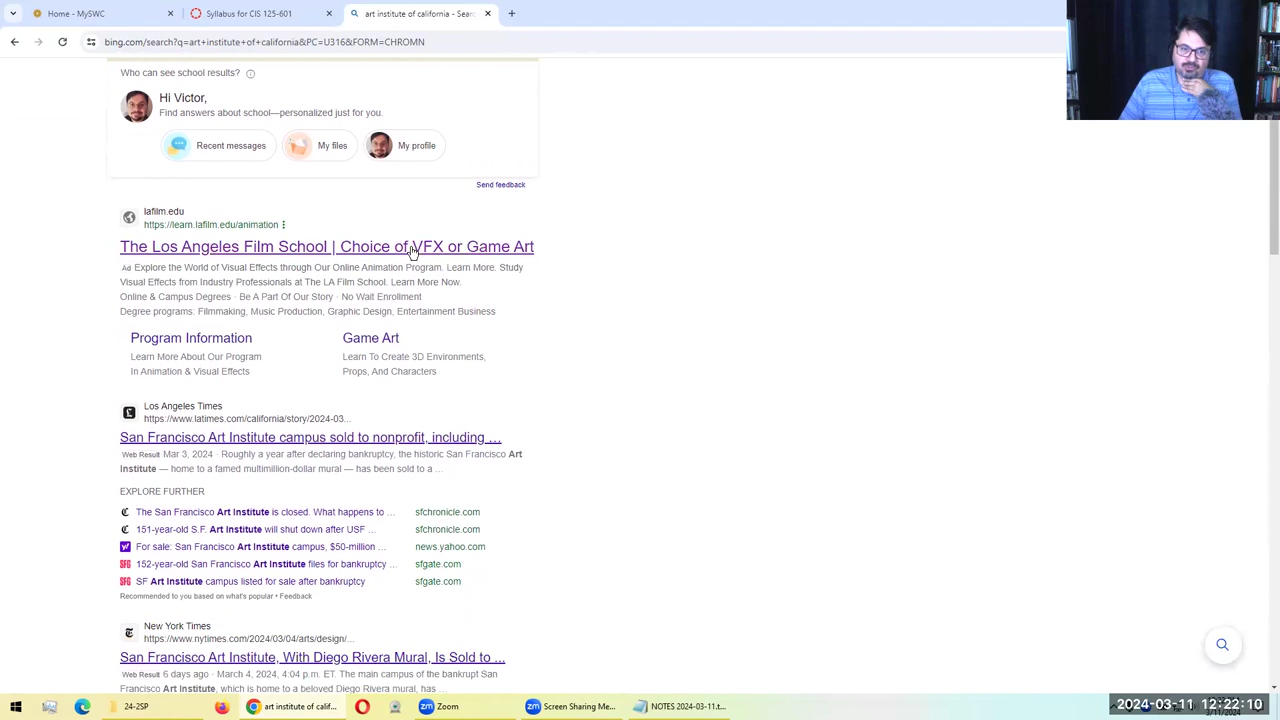 Home - MySWC
Syllabus for CIS 125-601
art institute of california - Sear
bing.com/search?q=art+institute+of+california&PC=U316&FORM=CHROMN
Who can see school results?
Hi Victor,
Find answers about school—personalized just for you.
Recent messages
My files
My profile
Send feedback
lafilm.edu
https://learn.lafilm.edu/animation
The Los Angeles Film School | Choice of VFX or Game Art
Ad Explore the World of Visual Effects through Our Online Animation Program. Learn More. Study
Visual Effects from Industry Professionals at The LA Film School. Learn More Now.
Online & Campus Degrees · Be A Part Of Our Story · No Wait Enrollment
Degree programs: Filmmaking, Music Production, Graphic Design, Entertainment Business
Program Information
Game Art
Learn More About Our Program
In Animation & Visual Effects
Learn To Create 3D Environments,
Props, And Characters
Los Angeles Times
https://www.latimes.com/california/story/2024-03...
San Francisco Art Institute campus sold to nonprofit, including …
Web Result Mar 3, 2024 · Roughly a year after declaring bankruptcy, the historic San Francisco Art
Institute — home to a famed multimillion-dollar mural — has been sold to a …
EXPLORE FURTHER
The San Francisco Art Institute is closed. What happens to … sfchronicle.com
151-year-old S.F. Art Institute will shut down after USF … sfchronicle.com
For sale: San Francisco Art Institute campus, $50-million … news.yahoo.com
152-year-old San Francisco Art Institute files for bankruptcy … sfgate.com
SF Art Institute campus listed for sale after bankruptcy sfgate.com
Recommended to you based on what's popular • Feedback
New York Times
https://www.nytimes.com/2024/03/04/arts/design/...
San Francisco Art Institute, With Diego Rivera Mural, Is Sold to ...
Web Result 6 days ago · March 4, 2024, 4:04 p.m. ET. The main campus of the bankrupt San
Francisco Art Institute, which is home to a beloved Diego Rivera mural, has ...
24-2SP
art institute of calif...
Zoom
Screen Sharing Me...
NOTES 2024-03-11.t...
2024-03-11 12:22:10